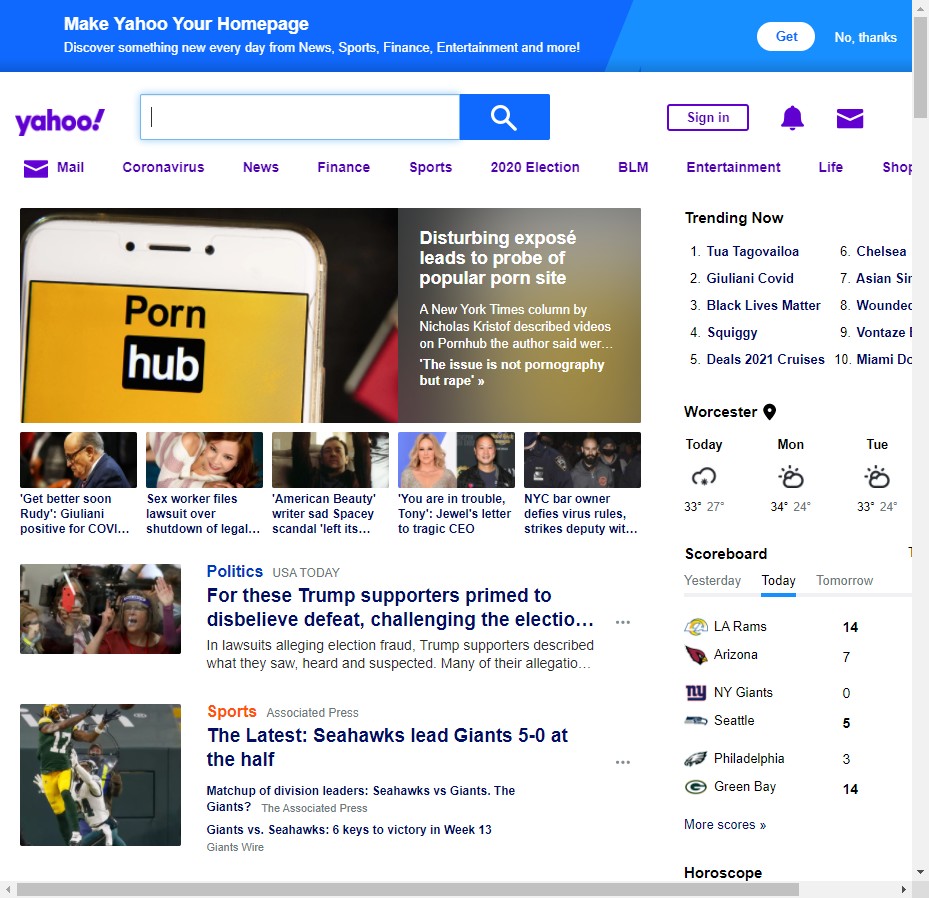 Make Yahoo Your Homepage
Discover something new every day from News, Sports, Finance, Entertainment and more!
Get
No, thanks
yahoo!
Sign in
Mail
Coronavirus
News
Finance
Sports
2020 Election
BLM
Entertainment
Life
Shop
Porn
hub
Disturbing exposé
leads to probe of
popular porn site
A New York Times column by
Nicholas Kristof described videos
on Pornhub the author said wer...
'The issue is not pornography
but rape' »
'Get better soon
Rudy': Giuliani
positive for COVI...
Sex worker files
lawsuit over
shutdown of legal...
'American Beauty'
writer sad Spacey
scandal 'left its...
'You are in trouble,
Tony': Jewel's letter
to tragic CEO
NYC bar owner
defies virus rules,
strikes deputy wit...
Politics USA TODAY
For these Trump supporters primed to
disbelieve defeat, challenging the electio...
In lawsuits alleging election fraud, Trump supporters described
what they saw, heard and suspected. Many of their allegatio...
Sports Associated Press
The Latest: Seahawks lead Giants 5-0 at
the half
Matchup of division leaders: Seahawks vs Giants. The
Giants? The Associated Press
Giants vs. Seahawks: 6 keys to victory in Week 13
Giants Wire
Trending Now
1. Tua Tagovailoa
2. Giuliani Covid
3. Black Lives Matter
4. Squiggy
5. Deals 2021 Cruises
6. Chelsea
7. Asian
8. Wounded
9. Vontaze
10. Miami
Worcester
Today
Mon
Tue
33° 27°
34° 24°
33° 24°
Scoreboard
Yesterday
Today
Tomorrow
LA Rams 14
Arizona 7
NY Giants 0
Seattle 5
Philadelphia 3
Green Bay 14
More scores »
Horoscope